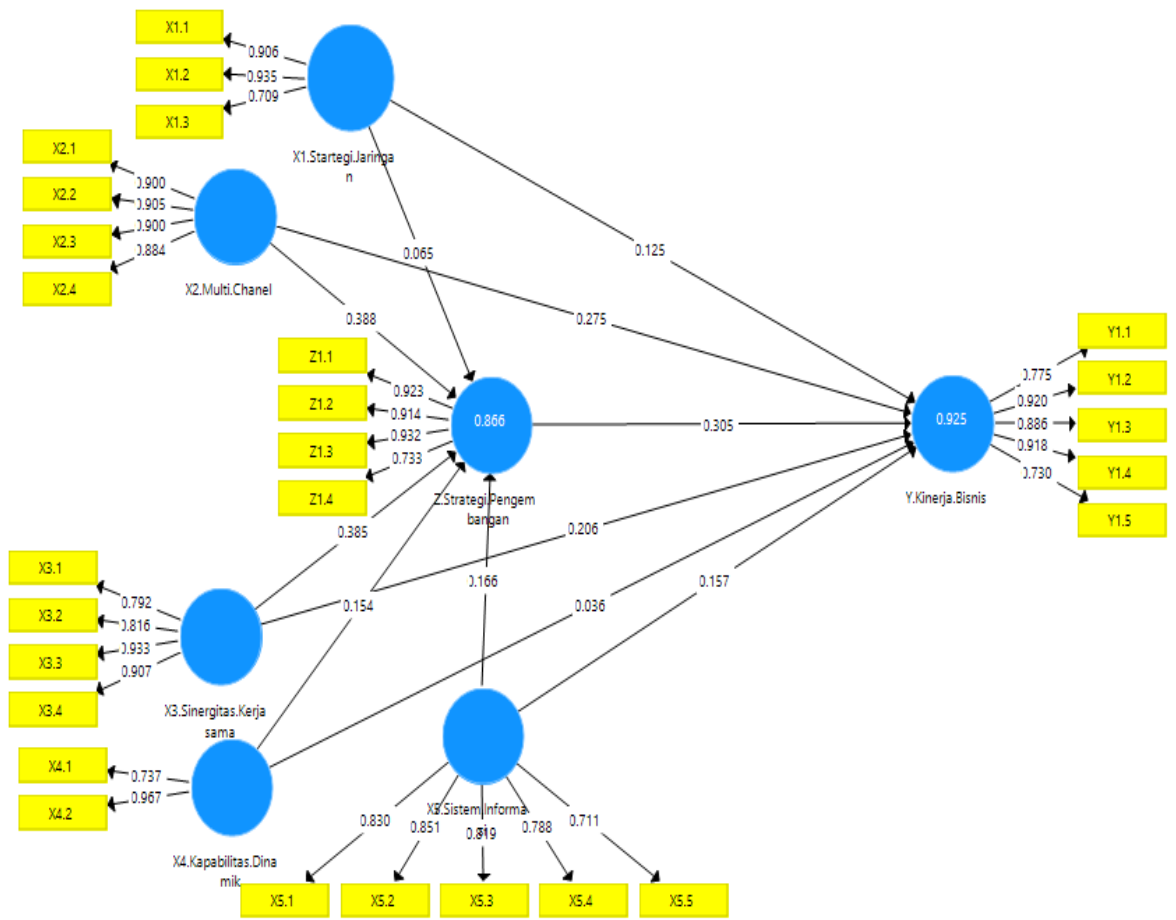 X1.1
0.906
X1.2
0.935
X1.3
0.709
X1.Startegi.Jaringa
n
X2.1
0.900
X2.2
0.905
X2.3
0.900
X2.4
0.884
X2.Multi.Chanel
0.065
0.125
0.388
0.275
Z1.1
0.923
Z1.2
0.914
Z1.3
0.932
Z1.4
0.733
0.866
Z.Strategi.Pengem
bangan
0.305
0.925
Y.Kinerja.Bisnis
Y1.1
0.775
Y1.2
0.920
Y1.3
0.886
Y1.4
0.918
Y1.5
0.730
0.385
0.206
0.154
0.166
0.036
0.157
X3.1
0.792
X3.2
0.816
X3.3
0.933
X3.4
0.907
X3.Sinergitas.Kerja
sama
X4.1
0.737
X4.2
0.967
X4.Kapabilitas.Dina
mik
X5.Sistem.Informa
si
0.830
0.851
0.819
0.788
0.711
X5.1
X5.2
X5.3
X5.4
X5.5